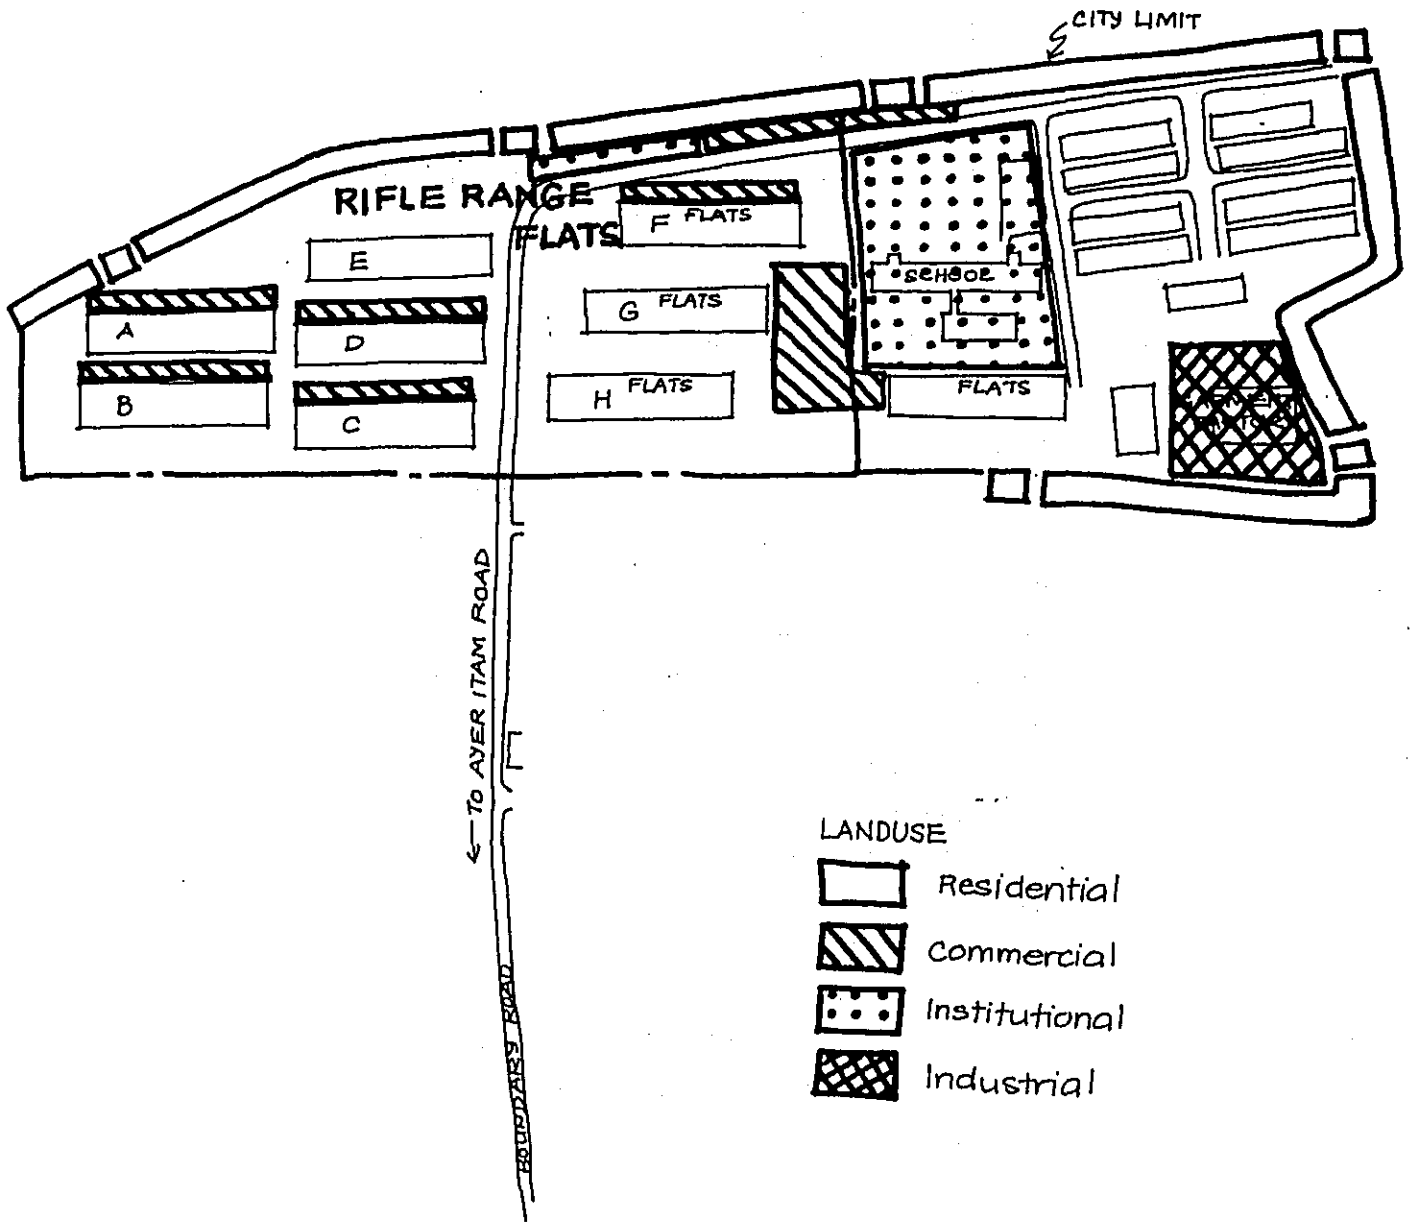 CITY LIMIT
RIFLE RANGE
FLATS
F FLATS
E
SCHOOL
G FLATS
A
D
H FLATS
FLATS
B
C
← TO AYER ITAM ROAD
BOUNDARY ROAD
LANDUSE
Residential
Commercial
Institutional
Industrial